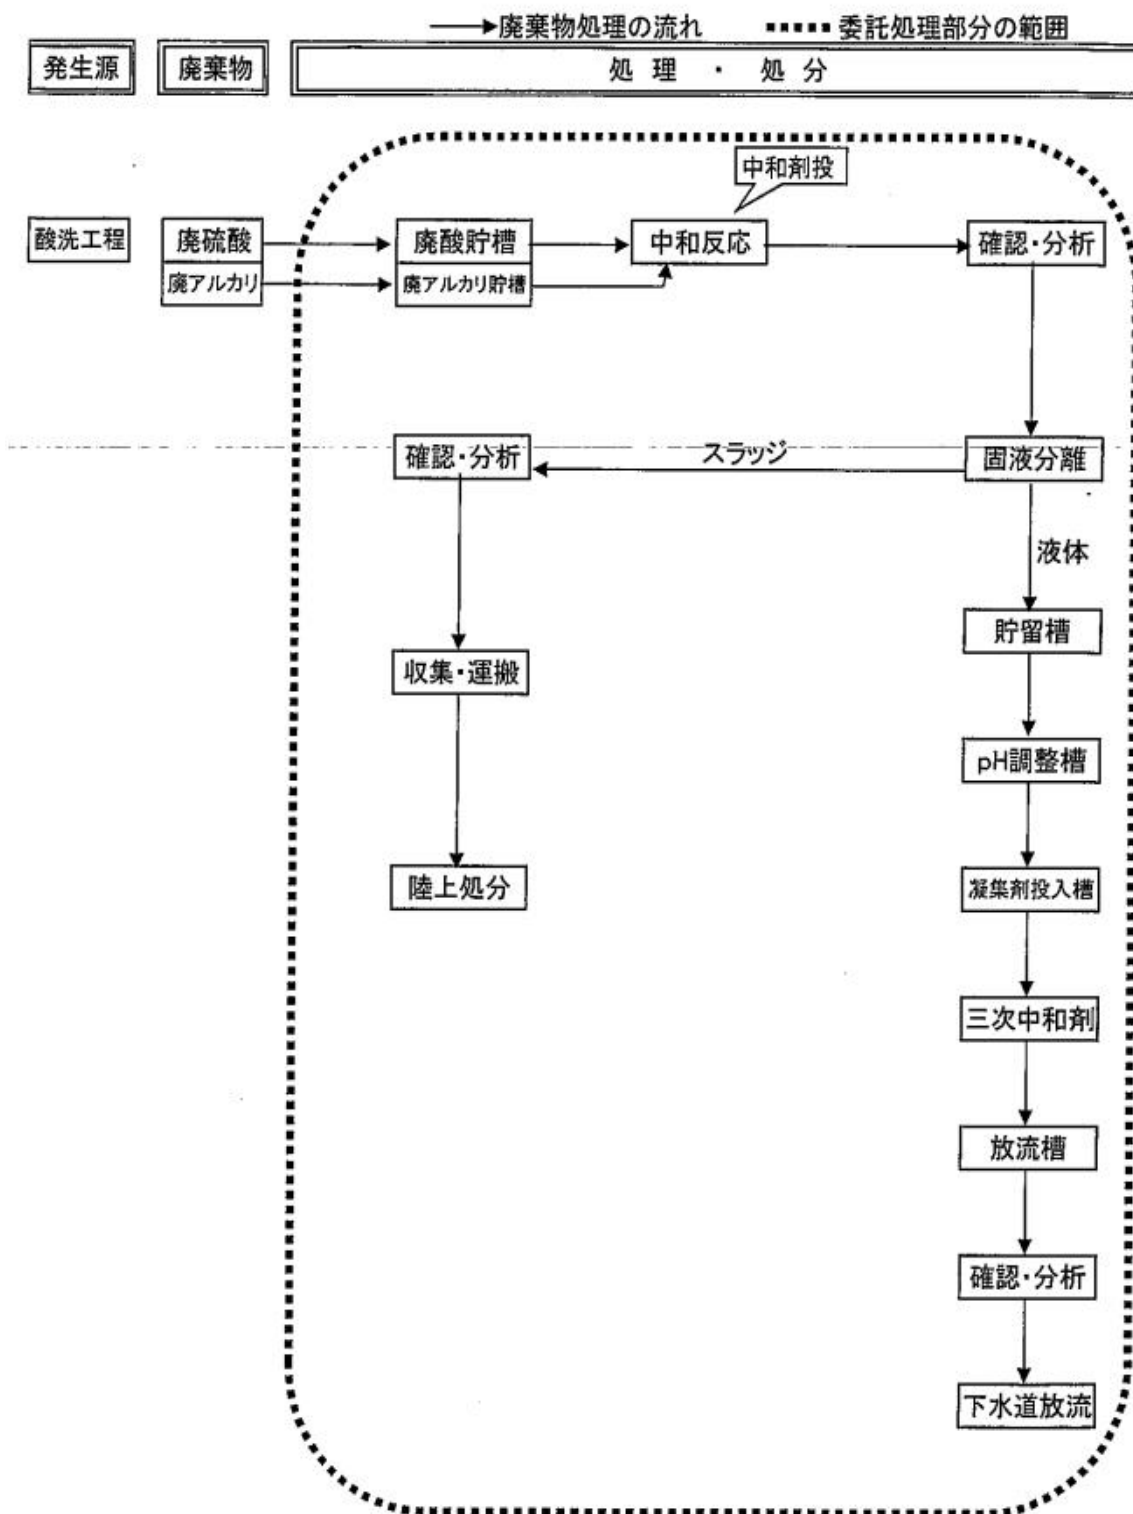 廃棄物処理の流れ 委託処理部分の範囲
発生源 廃棄物 処理・処分
中和剤投
酸洗工程 廃硫酸 廃酸貯槽 中和反応 確認・分析
廃アルカリ 廃アルカリ貯槽
確認・分析 スラッジ 固液分離
液体
貯留槽
収集・運搬
pH調整槽
陸上処分 凝集剤投入槽
三次中和剤
放流槽
確認・分析
下水道放流